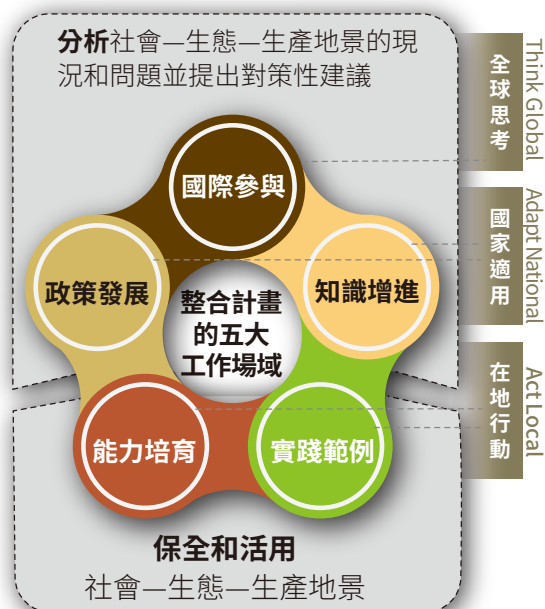 分析社會—生態—生產地景的現
況和問題並提出對策性建議
國際參與
政策發展
知識增進
整合計畫
的五大
工作場域
能力培育
實踐範例
保全和活用
社會—生態—生產地景
全球思考
Think Global
國家適用
Adapt National
在地行動
Act Local